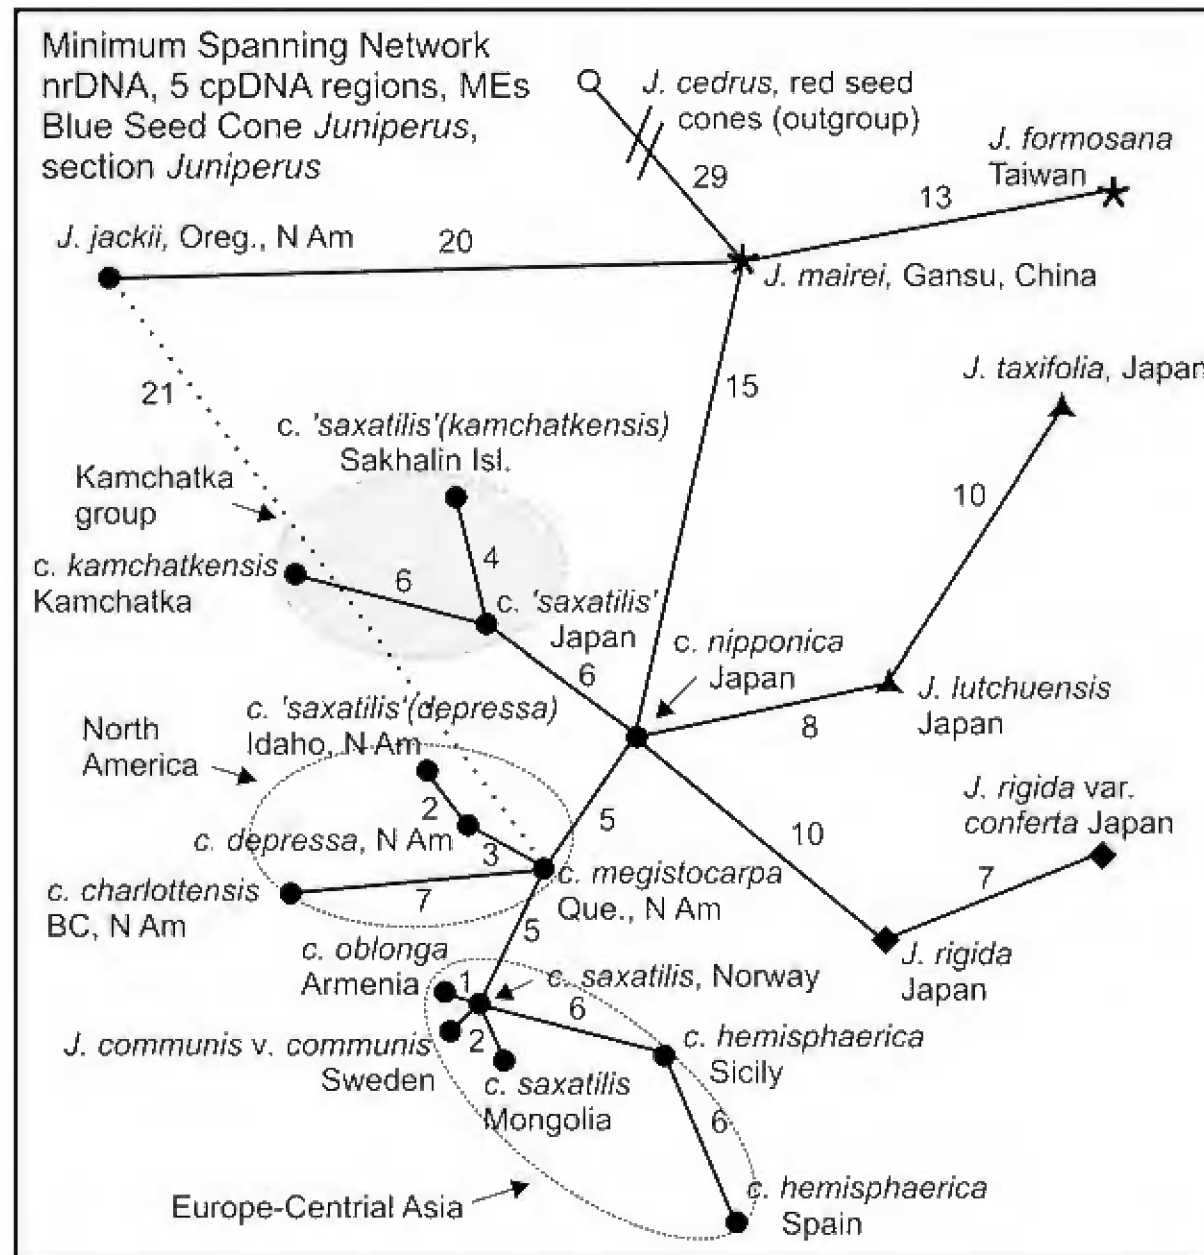 Minimum Spanning Network
nrDNA, 5 cpDNA regions, MEs
Blue Seed Cone Juniperus,
section Juniperus
J. cedrus, red seed
cones (outgroup)
29
J. formosana
Taiwan
13
J. jackii, Oreg., N Am
20
J. mairei, Gansu, China
21
15
J. taxifolia, Japan
c. 'saxatilis'(kamchatkensis)
Sakhalin Isl.
Kamchatka
group
10
4
c. kamchatkensis
Kamchatka
6
c. 'saxatilis'
Japan
c. nipponica
Japan
6
J. lutchuensis
Japan
8
c. 'saxatilis'(depressa)
Idaho, N Am
North
America
2
c. depressa, N Am
3
5
10
J. rigida var.
conferta Japan
7
c. charlottensis
BC, N Am
7
c. megistocarpa
Que., N Am
5
J. rigida
Japan
c. oblonga
Armenia
1
c. saxatilis, Norway
6
J. communis v. communis
Sweden
2
c. saxatilis
Mongolia
c. hemisphaerica
Sicily
6
Europe-Centrial Asia
c. hemisphaerica
Spain